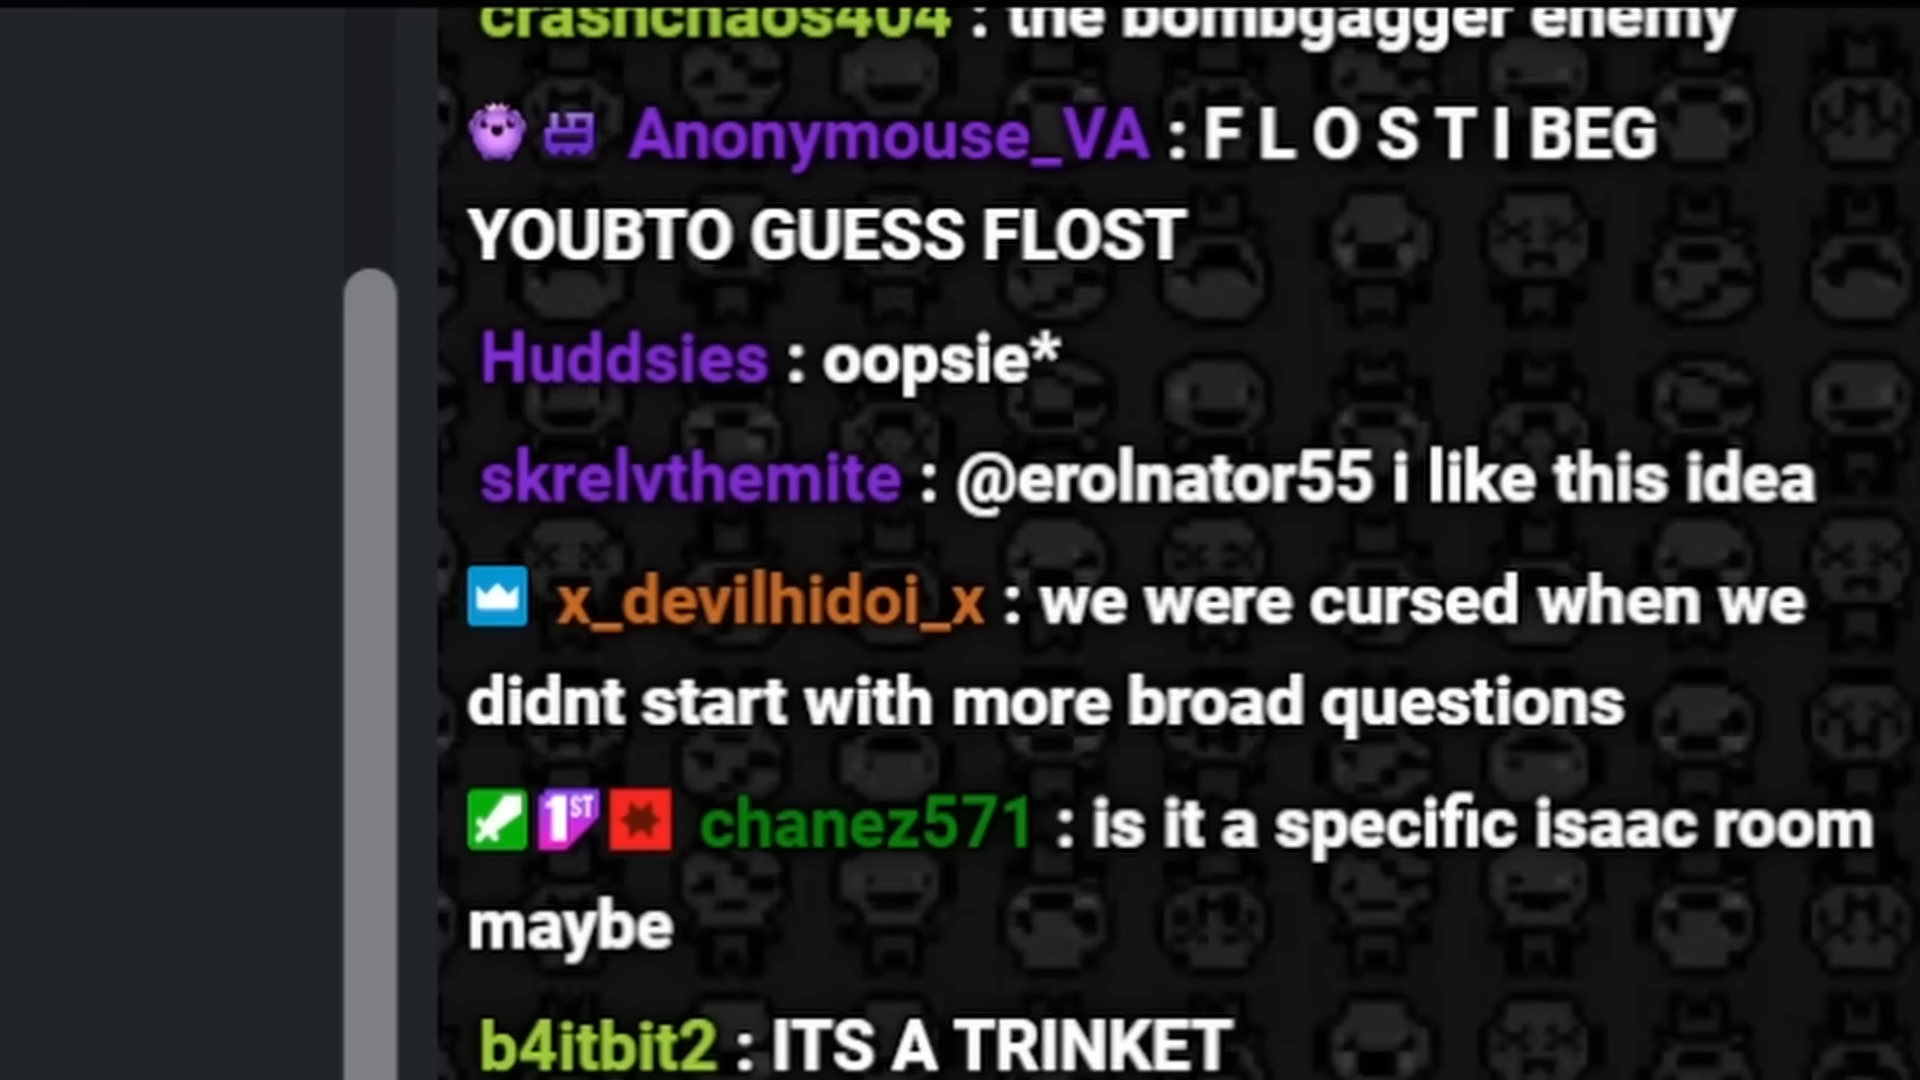 crashchaos404 : the bombgagger enemy
Anonymouse_VA : F L O S T I BEG
YOUBTO GUESS FLOST
Huddsies : oopsie*
skrelvthemite : @erolnator55 i like this idea
x_devilhidoi_x : we were cursed when we
didnt start with more broad questions
1ST chanez571 : is it a specific isaac room
maybe
b4itbit2 : ITS A TRINKET